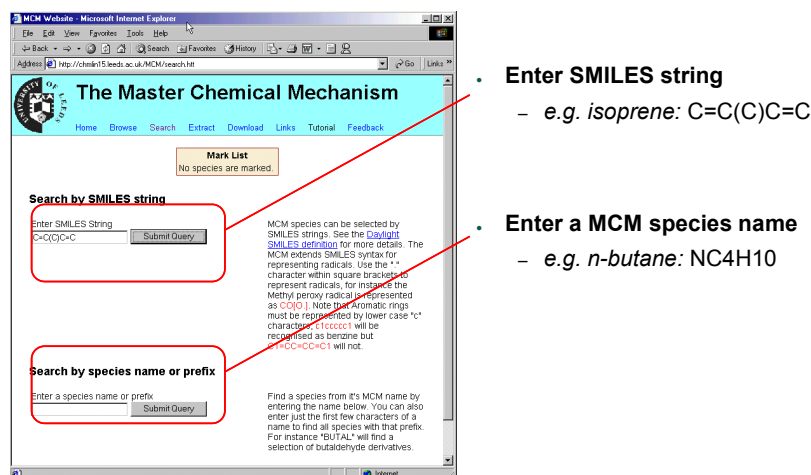 MCM Website - Microsoft Internet Explorer
File Edit View Favorites Tools Help
Back Search Favorites History
Address http://chmlin15.leeds.ac.uk/MCM/search.htt Go Links »
UNIVERSITY OF LEEDS
The Master Chemical Mechanism
Home Browse Search Extract Download Links Tutorial Feedback
Mark List
No species are marked.
Search by SMILES string
Enter SMILES String
C=C(C)C=C Submit Query
MCM species can be selected by
SMILES strings. See the Daylight
SMILES definition for more details. The
MCM extends SMILES syntax for
representing radicals. Use the "."
character within square brackets to
represent radicals, for instance the
Methyl peroxy radical is represented
as CO[O.]. Note that Aromatic rings
must be represented by lower case "c"
characters, c1ccccc1 will be
recognised as benzine but
C1=CC=CC=C1 will not.
Search by species name or prefix
Enter a species name or prefix
Submit Query
Find a species from it's MCM name by
entering the name below. You can also
enter just the first few characters of a
name to find all species with that prefix.
For instance "BUTAL" will find a
selection of butaldehyde derivatives.
Internet
• Enter SMILES string
– e.g. isoprene: C=C(C)C=C
• Enter a MCM species name
– e.g. n-butane: NC4H10